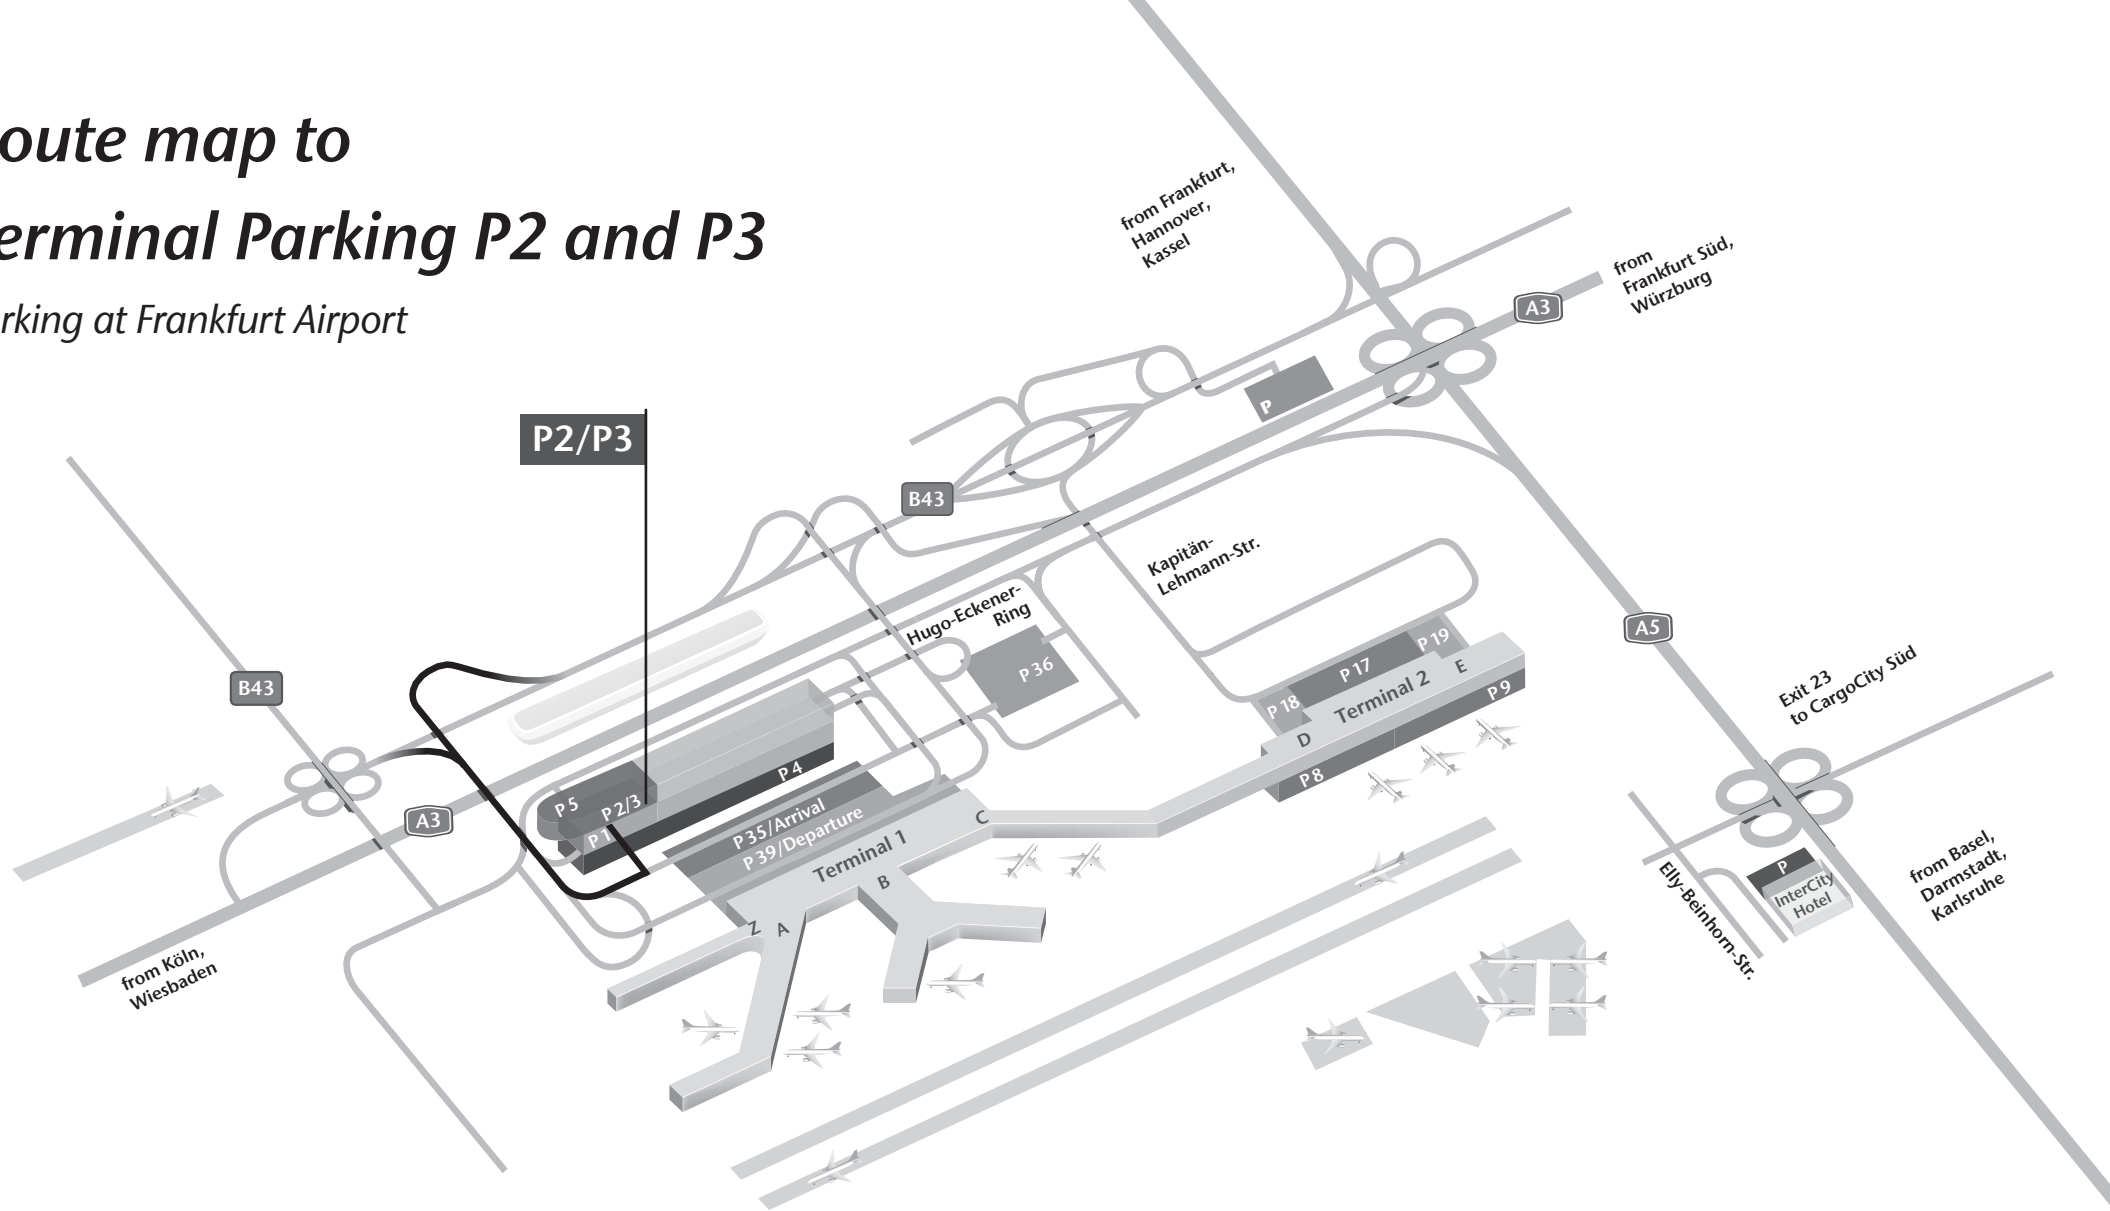 oute map to
erminal Parking P2 and P3
rking at Frankfurt Airport
from Frankfurt,
Hannover,
Kassel
from
Frankfurt Süd,
Würzburg
A3
P
P2/P3
B43
Kapitän-
Lehmann-Str.
Hugo-Eckener-
Ring
P 36
A5
B43
P 19
P 17
P 18
Terminal 2
E
D
P 9
P 8
Exit 23
to CargoCity Süd
P 4
P 5
P 2/3
P 1
A3
P 35/Arrival
P 39/Departure
Terminal 1
C
B
Z
A
from Köln,
Wiesbaden
P
InterCity
Hotel
Elly-Beinhorn-Str.
from Basel,
Darmstadt,
Karlsruhe